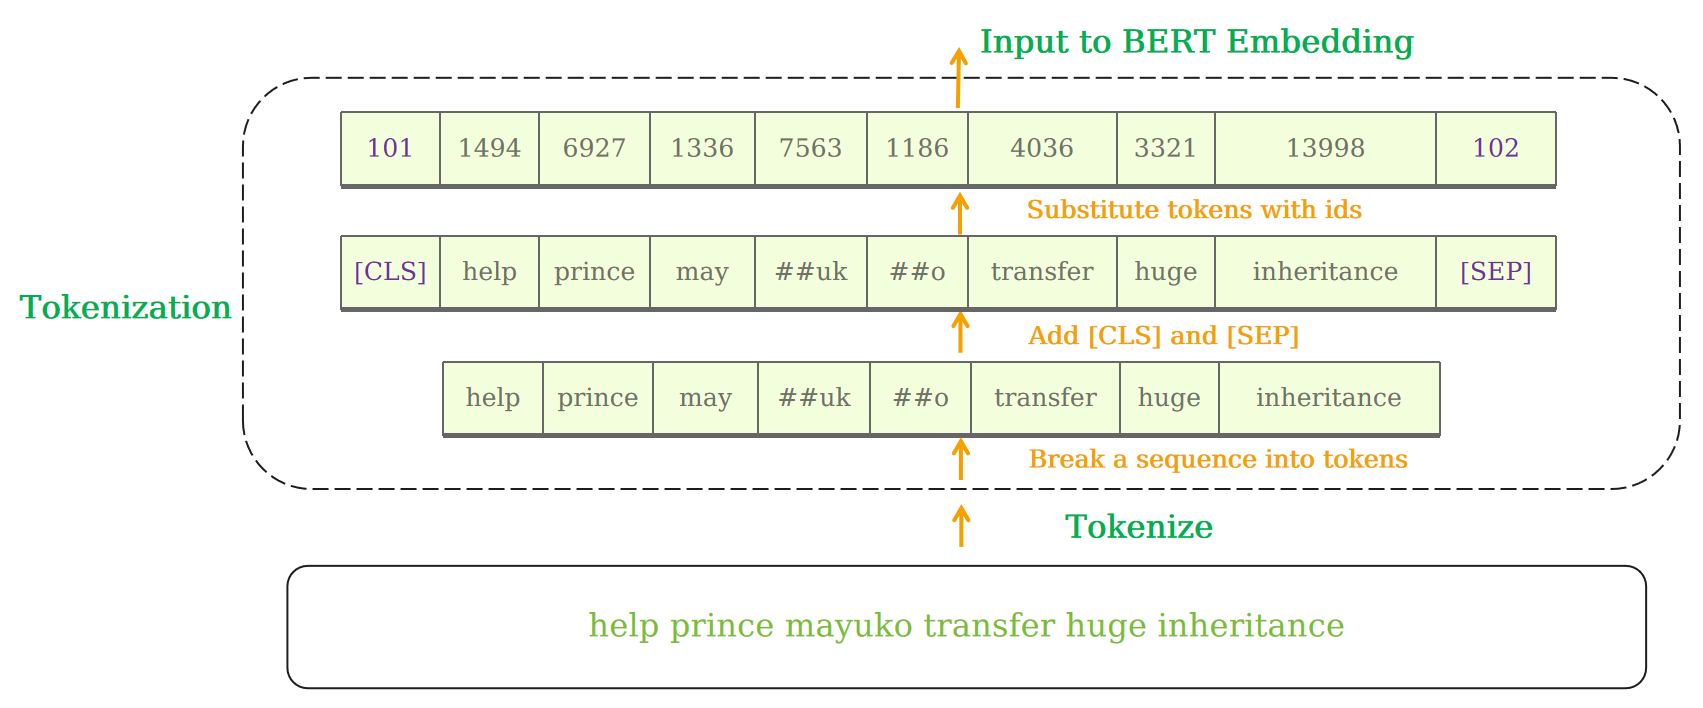 Input to BERT Embedding
101 1494 6927 1336 7563 1186 4036 3321 13998 102
Substitute tokens with ids
[CLS] help prince may ##uk ##o transfer huge inheritance [SEP]
Tokenization
Add [CLS] and [SEP]
help prince may ##uk ##o transfer huge inheritance
Break a sequence into tokens
Tokenize
help prince mayuko transfer huge inheritance